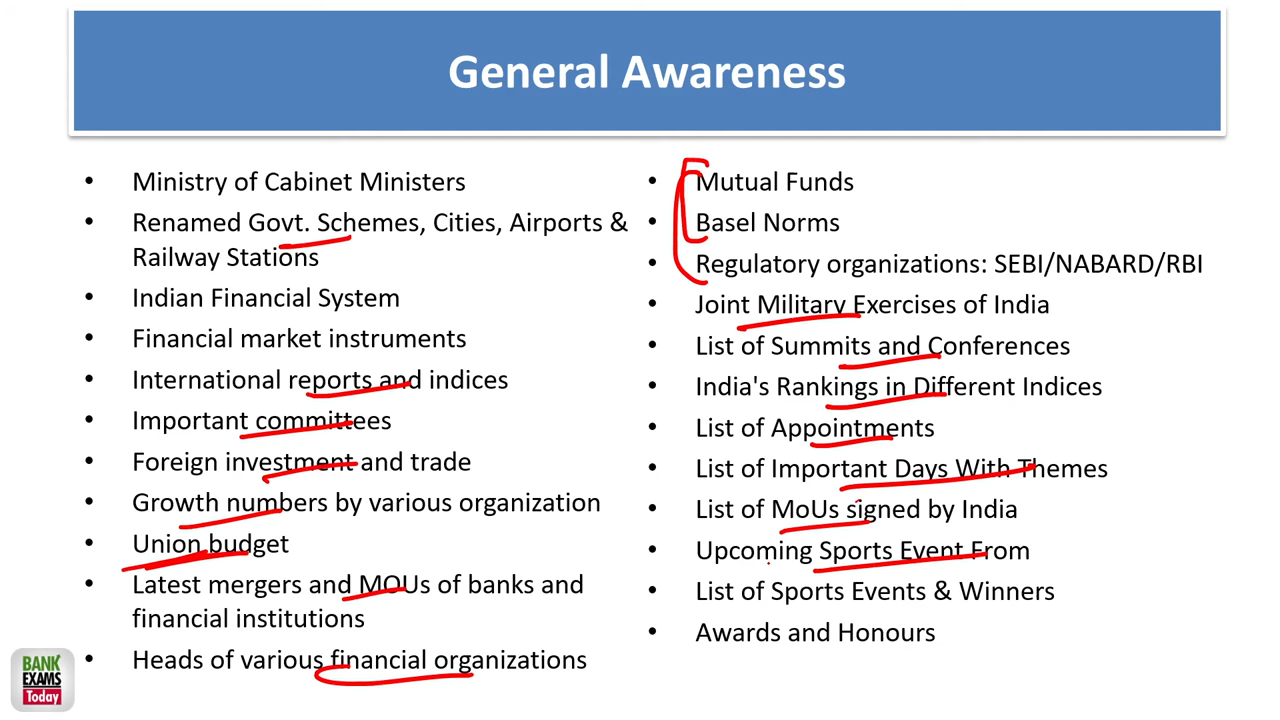 General Awareness
• Ministry of Cabinet Ministers
• Renamed Govt. Schemes, Cities, Airports &
Railway Stations
• Indian Financial System
• Financial market instruments
• International reports and indices
• Important committees
• Foreign investment and trade
• Growth numbers by various organization
• Union budget
• Latest mergers and MOUs of banks and
financial institutions
• Heads of various financial organizations
• Mutual Funds
• Basel Norms
• Regulatory organizations: SEBI/NABARD/RBI
• Joint Military Exercises of India
• List of Summits and Conferences
• India's Rankings in Different Indices
• List of Appointments
• List of Important Days With Themes
• List of MoUs signed by India
• Upcoming Sports Event From
• List of Sports Events & Winners
• Awards and Honours
BANK
EXAMS
Today